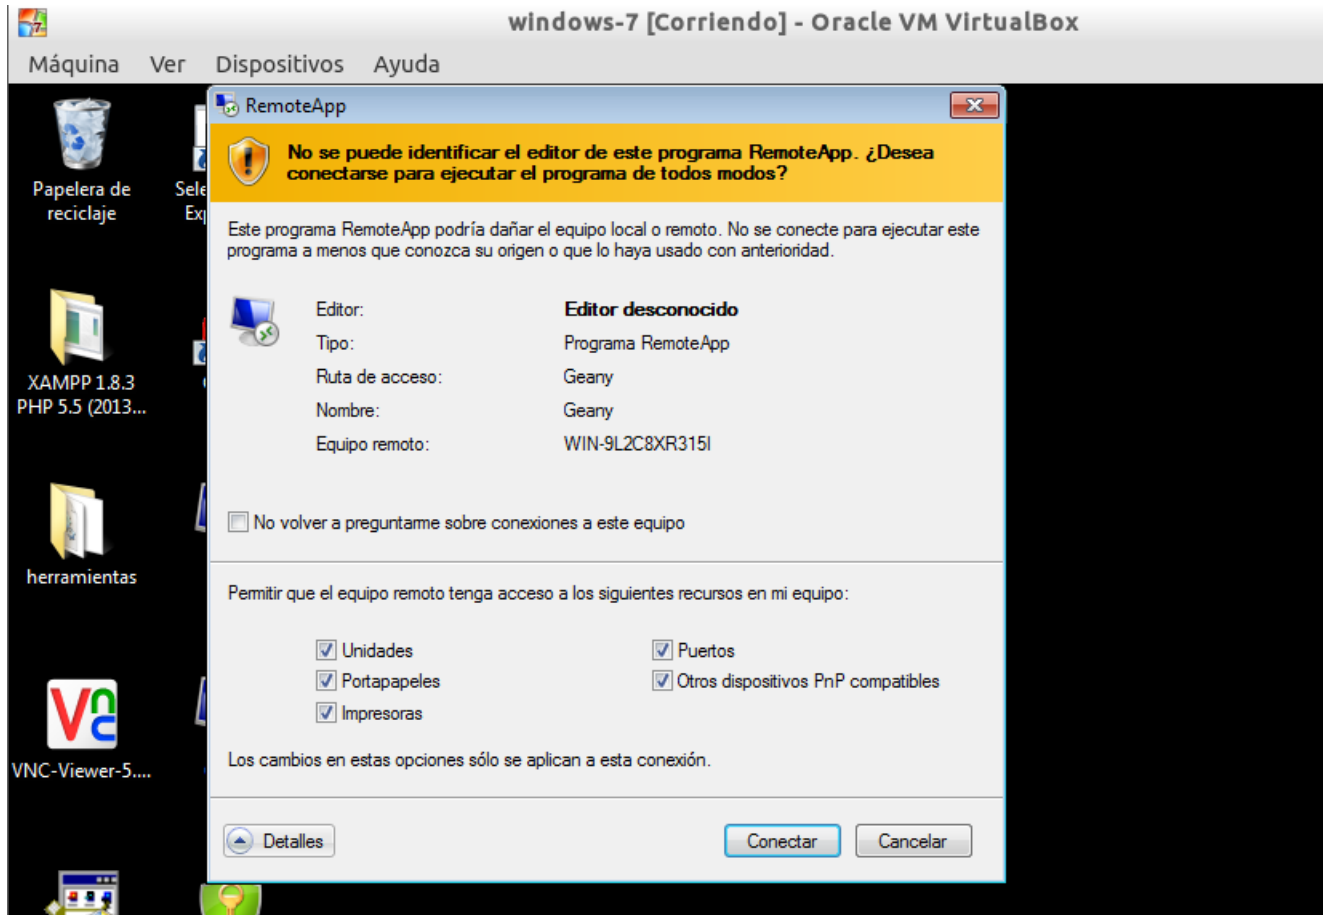 windows-7 [Corriendo] - Oracle VM VirtualBox
Máquina Ver Dispositivos Ayuda
RemoteApp
No se puede identificar el editor de este programa RemoteApp. ¿Desea
conectarse para ejecutar el programa de todos modos?
Este programa RemoteApp podría dañar el equipo local o remoto. No se conecte para ejecutar este
programa a menos que conozca su origen o que lo haya usado con anterioridad.
Editor: Editor desconocido
Tipo: Programa RemoteApp
Ruta de acceso: Geany
Nombre: Geany
Equipo remoto: WIN-9L2C8XR315I
No volver a preguntarme sobre conexiones a este equipo
Permitir que el equipo remoto tenga acceso a los siguientes recursos en mi equipo:
Unidades Puertos
Portapapeles Otros dispositivos PnP compatibles
Impresoras
Los cambios en estas opciones sólo se aplican a esta conexión.
Detalles Conectar Cancelar
Papelera de
reciclaje
Sele
Exp
XAMPP 1.8.3
PHP 5.5 (2013...
herramientas
VNC-Viewer-5....